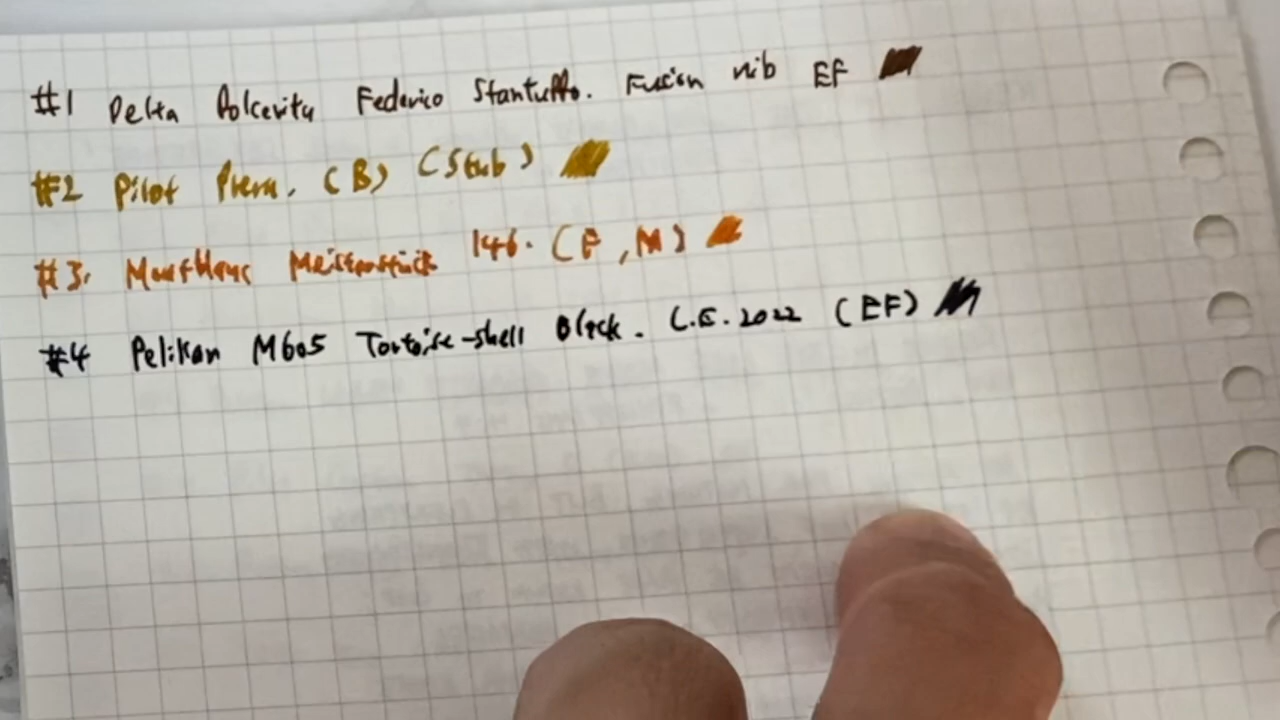 #1 Delta Dolcevita Federico Stantuffo. Fusion nib EF
#2 Pilot Prera. (B) (Stub)
#3. Montblanc Meisterstück 146. (F, M)
#4 Pelikan M605 Tortoise-shell Black. L.E. 2022 (EF)